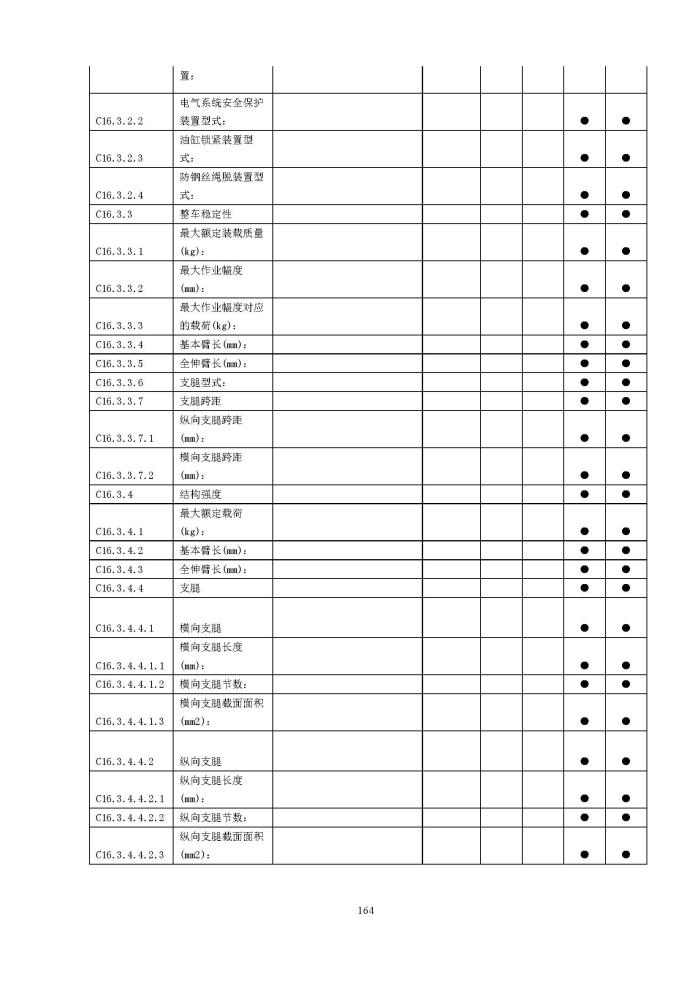 置：
电气系统安全保护
C16.3.2.2 装置型式： ● ●
油缸锁紧装置型
C16.3.2.3 式： ● ●
防钢丝绳脱装置型
C16.3.2.4 式： ● ●
C16.3.3 整车稳定性 ● ●
最大额定装载质量
C16.3.3.1 (kg)： ● ●
最大作业幅度
C16.3.3.2 (mm)： ● ●
最大作业幅度对应
C16.3.3.3 的载荷(kg)： ● ●
C16.3.3.4 基本臂长(mm)： ● ●
C16.3.3.5 全伸臂长(mm)： ● ●
C16.3.3.6 支腿型式： ● ●
C16.3.3.7 支腿跨距 ● ●
纵向支腿跨距
C16.3.3.7.1 (mm)： ● ●
横向支腿跨距
C16.3.3.7.2 (mm)： ● ●
C16.3.4 结构强度 ● ●
最大额定载荷
C16.3.4.1 (kg)： ● ●
C16.3.4.2 基本臂长(mm)： ● ●
C16.3.4.3 全伸臂长(mm)： ● ●
C16.3.4.4 支腿 ● ●
C16.3.4.4.1 横向支腿 ● ●
横向支腿长度
C16.3.4.4.1.1 (mm)： ● ●
C16.3.4.4.1.2 横向支腿节数： ● ●
横向支腿截面面积
C16.3.4.4.1.3 (mm2)： ● ●
C16.3.4.4.2 纵向支腿 ● ●
纵向支腿长度
C16.3.4.4.2.1 (mm)： ● ●
C16.3.4.4.2.2 纵向支腿节数： ● ●
纵向支腿截面面积
C16.3.4.4.2.3 (mm2)： ● ●
164